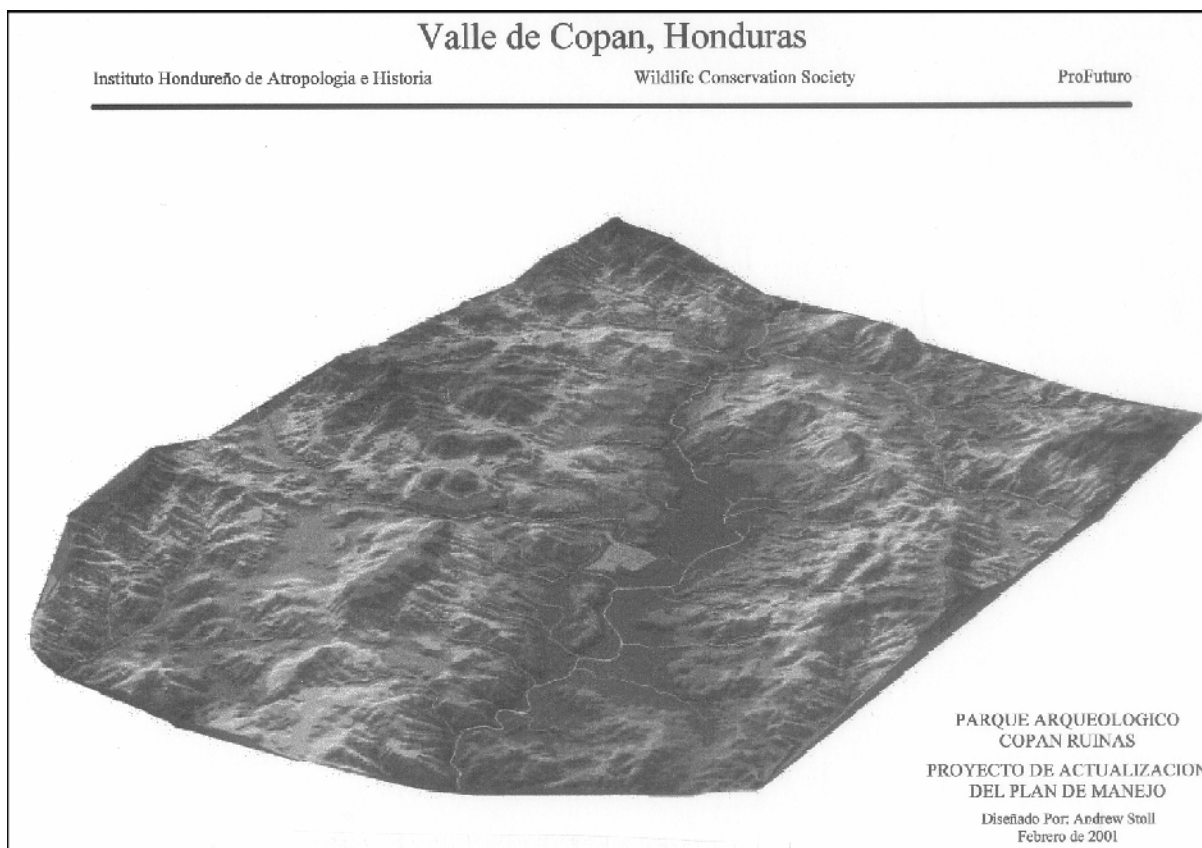 Valle de Copan, Honduras
Instituto Hondureño de Atropologia e Historia Wildlife Conservation Society ProFuturo
PARQUE ARQUEOLOGICO
COPAN RUINAS
PROYECTO DE ACTUALIZACION
DEL PLAN DE MANEJO
Diseñado Por: Andrew Stoll
Febrero de 2001